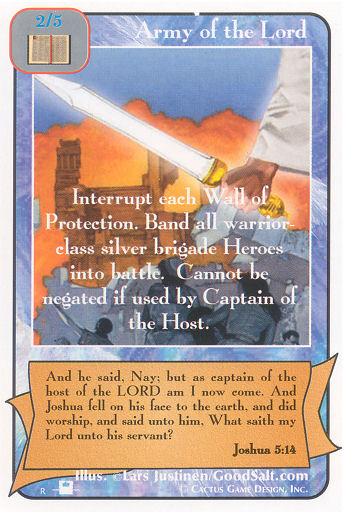 2/5
Army of the Lord
Interrupt each Wall of
Protection. Band all warrior-
class silver brigade Heroes
into battle. Cannot be
negated if used by Captain of
the Host.
And he said, Nay; but as captain of the
host of the LORD am I now come. And
Joshua fell on his face to the earth, and did
worship, and said unto him, What saith my
Lord unto his servant?
Joshua 5:14
Illus. ©Lars Justinen/GoodSalt.com
R
© Cactus Game Design, Inc.